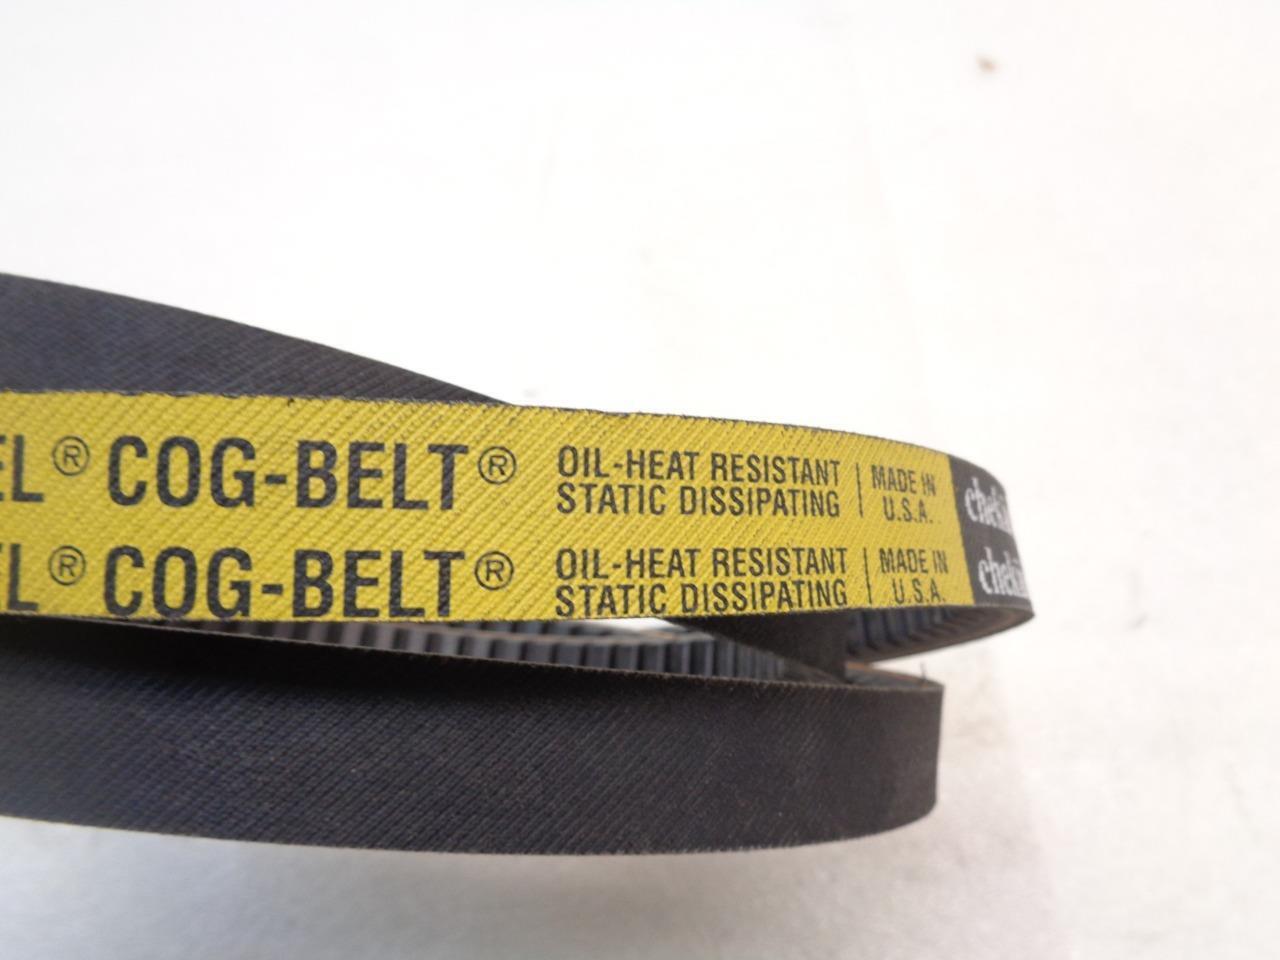 EL® COG-BELT® OIL-HEAT RESISTANT STATIC DISSIPATING | MADE IN U.S.A.
EL® COG-BELT® OIL-HEAT RESISTANT STATIC DISSIPATING | MADE IN U.S.A.